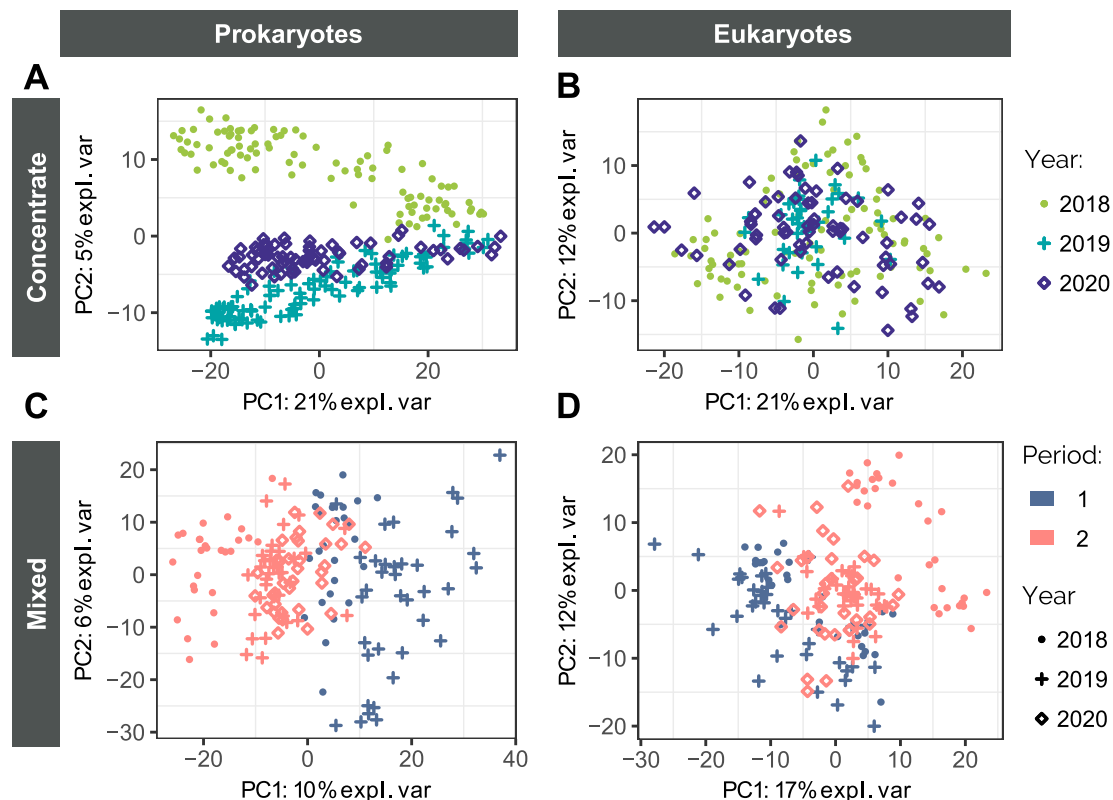 Prokaryotes
Eukaryotes
Concentrate
Mixed
A
PC2: 5% expl. var
10
0
−10
−20
0
20
PC1: 21% expl. var
B
PC2: 12% expl. var
10
0
−10
−20
−10
0
10
20
PC1: 21% expl. var
Year:
2018
2019
2020
C
PC2: 6% expl. var
20
10
0
−10
−20
−30
−20
0
20
40
PC1: 10% expl. var
D
PC2: 12% expl. var
20
10
0
−10
−20
−30
−20
−10
0
10
20
PC1: 17% expl. var
Period:
1
2
Year
2018
2019
2020